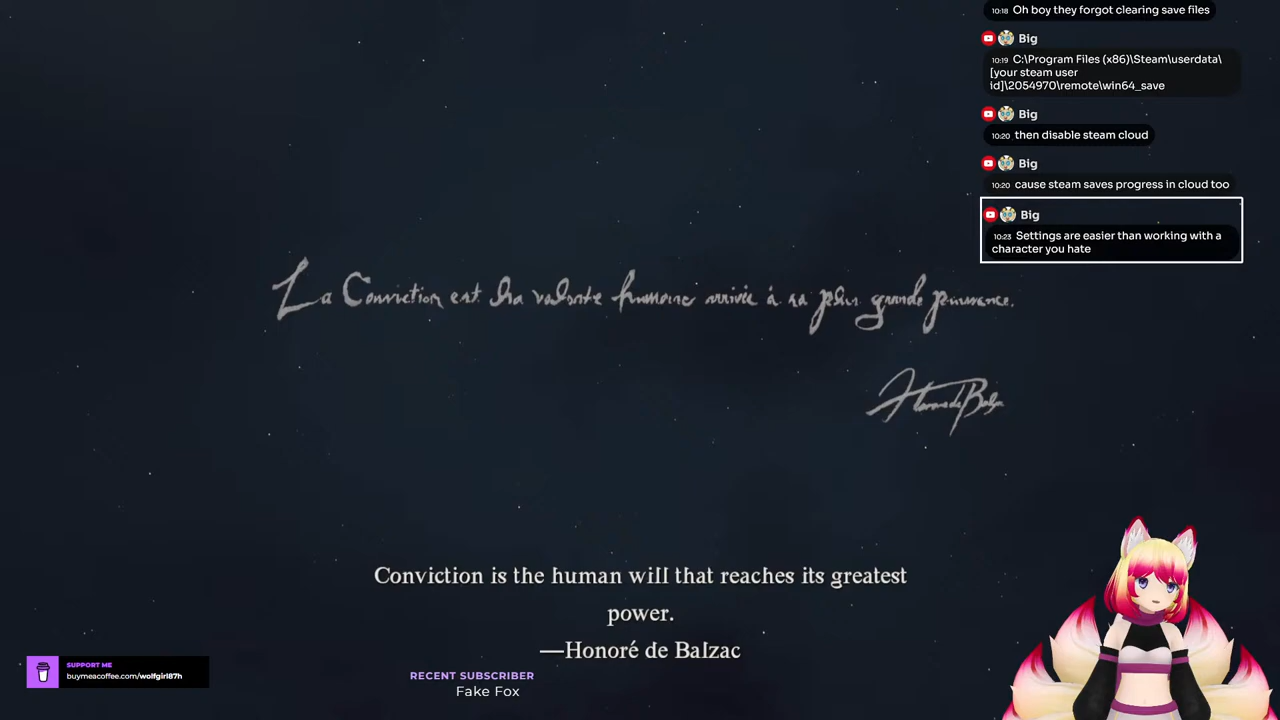 10:18 Oh boy they forgot clearing save files
Big
10:19 C:\Program Files (x86)\Steam\userdata\
[your steam user
id]\2054970\remote\win64_save
Big
10:20 then disable steam cloud
Big
10:20 cause steam saves progress in cloud too
Big
10:23 Settings are easier than working with a
character you hate
La Conviction est la volonté humaine arrivée à sa plus grande puissance.
Honoré de Balzac
Conviction is the human will that reaches its greatest
power.
—Honoré de Balzac
SUPPORT ME
buymeacoffee.com/wolfgirl87h
RECENT SUBSCRIBER
Fake Fox